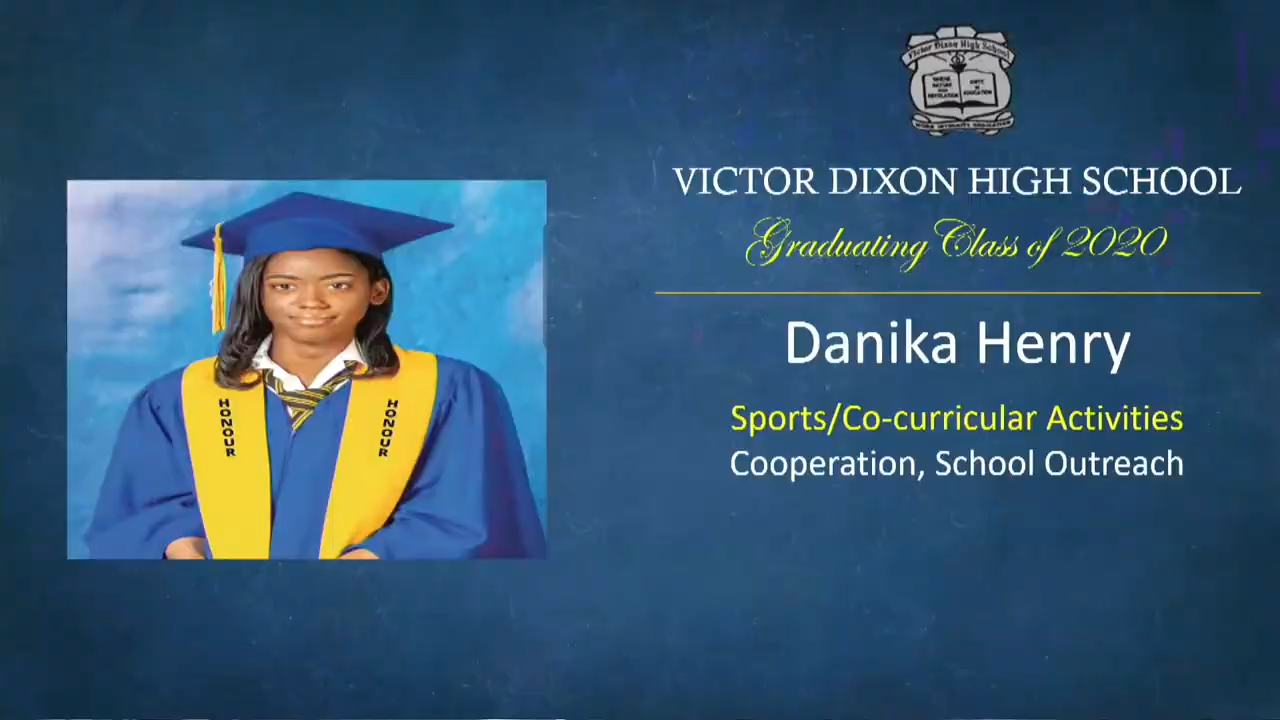 Victor Dixon High School
VICTOR DIXON HIGH SCHOOL
Graduating Class of 2020
Danika Henry
Sports/Co-curricular Activities
Cooperation, School Outreach
HONOUR
HONOUR